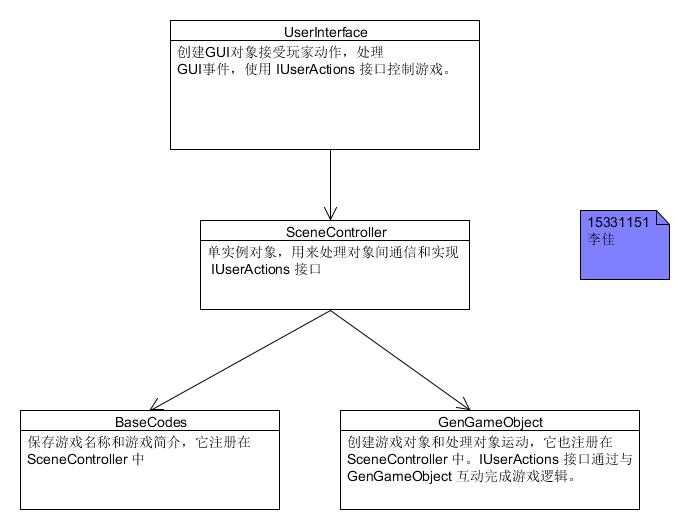 UserInterface
创建GUI对象接受玩家动作，处理
GUI事件，使用 IUserActions 接口控制游戏。
SceneController
单实例对象，用来处理对象间通信和实现
IUserActions 接口
15331151
李佳
BaseCodes
保存游戏名称和游戏简介，它注册在
SceneController 中
GenGameObject
创建游戏对象和处理对象运动，它也注册在
SceneController 中。IUserActions 接口通过与
GenGameObject 互动完成游戏逻辑。